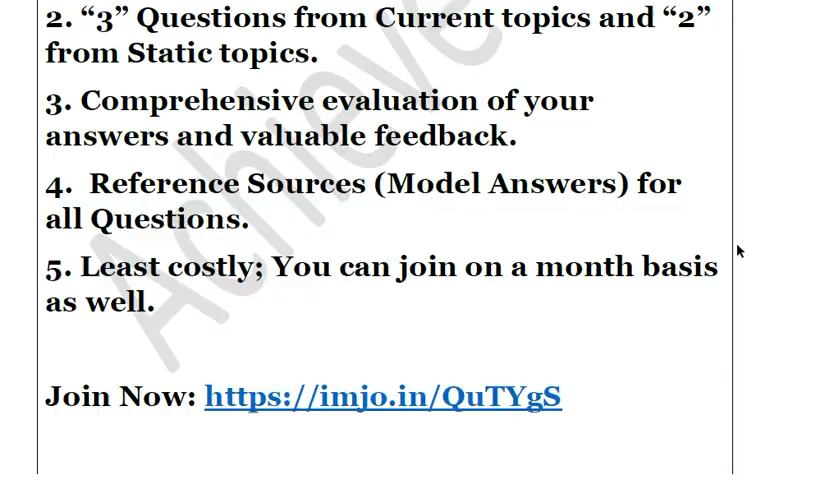 2. “3” Questions from Current topics and “2”
from Static topics.
3. Comprehensive evaluation of your
answers and valuable feedback.
4.  Reference Sources (Model Answers) for
all Questions.
5. Least costly; You can join on a month basis
as well.
Join Now: https://imjo.in/QuTYgS
Achieve